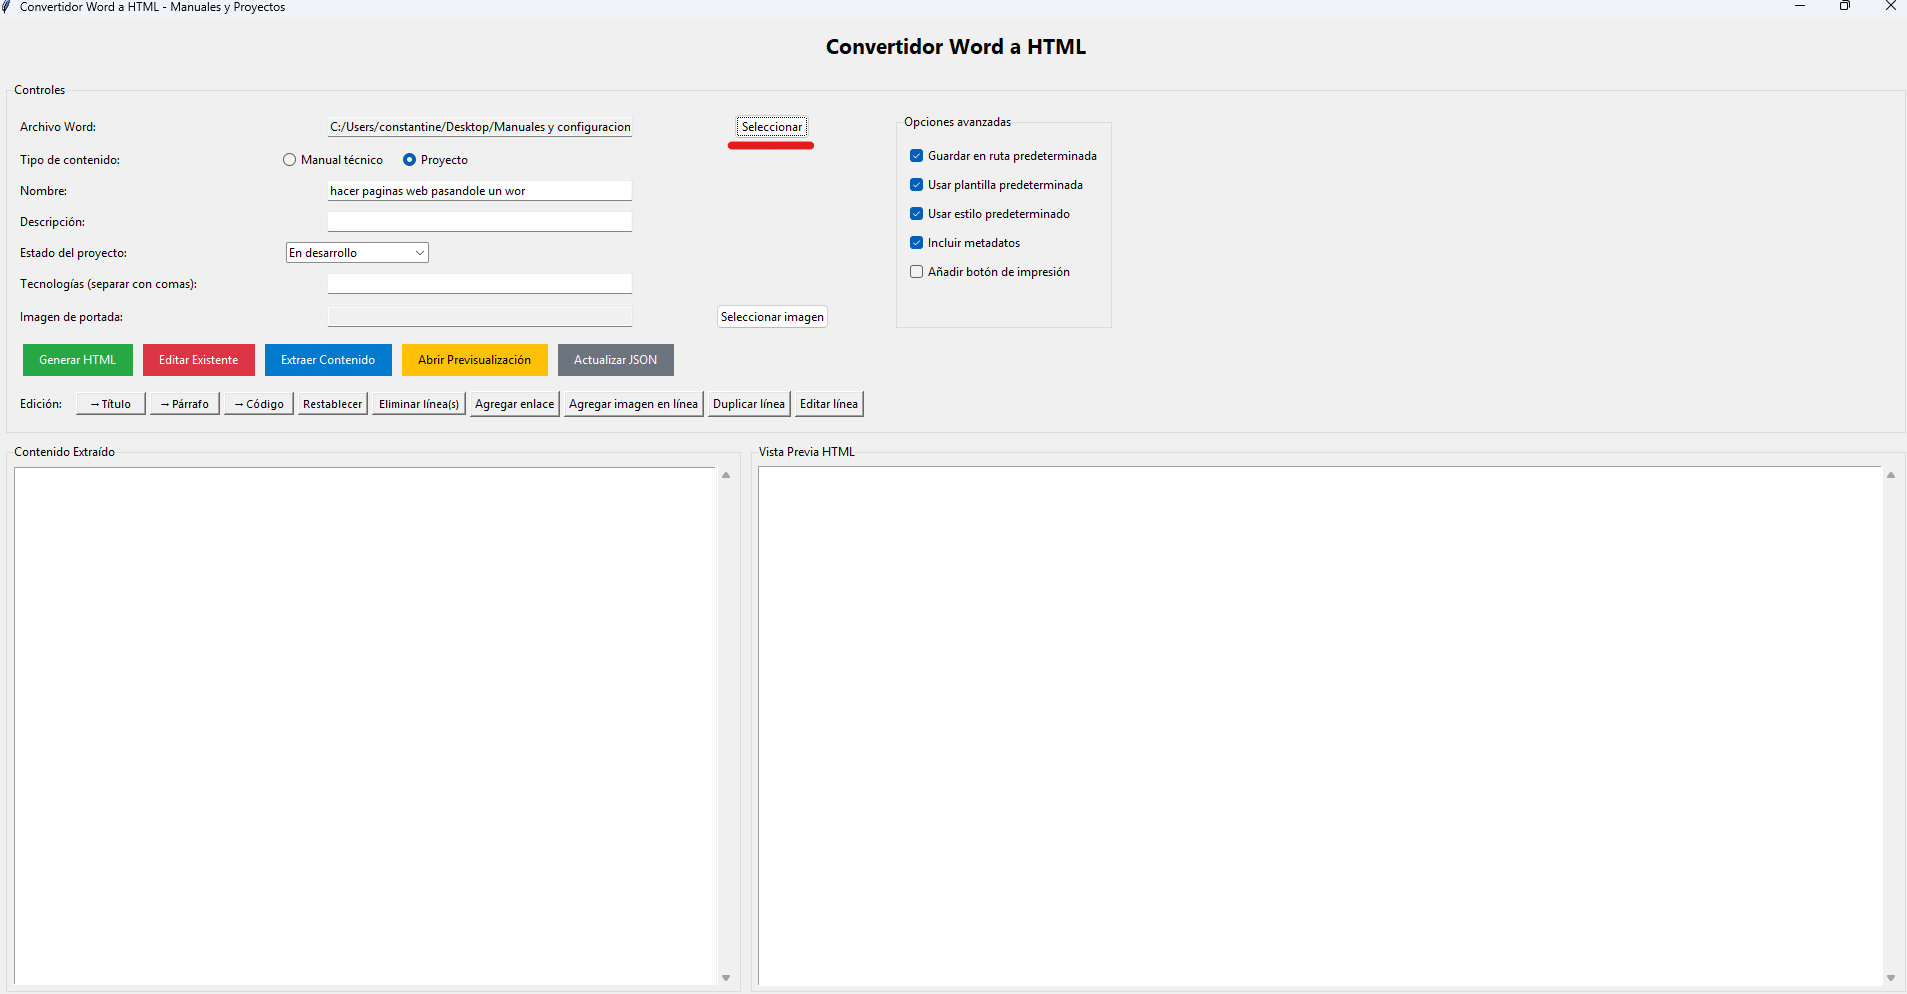 Convertidor Word a HTML - Manuales y Proyectos
Convertidor Word a HTML
Controles
Archivo Word:
C:/Users/constantine/Desktop/Manuales y configuracion
Seleccionar
Tipo de contenido:
Manual técnico
Proyecto
Nombre:
hacer paginas web pasandole un wor
Descripción:
Estado del proyecto:
En desarrollo
Tecnologías (separar con comas):
Imagen de portada:
Seleccionar imagen
Opciones avanzadas
Guardar en ruta predeterminada
Usar plantilla predeterminada
Usar estilo predeterminado
Incluir metadatos
Añadir botón de impresión
Generar HTML
Editar Existente
Extraer Contenido
Abrir Previsualización
Actualizar JSON
Edición:
→ Título
→ Párrafo
→ Código
Restablecer
Eliminar línea(s)
Agregar enlace
Agregar imagen en línea
Duplicar línea
Editar línea
Contenido Extraído
Vista Previa HTML